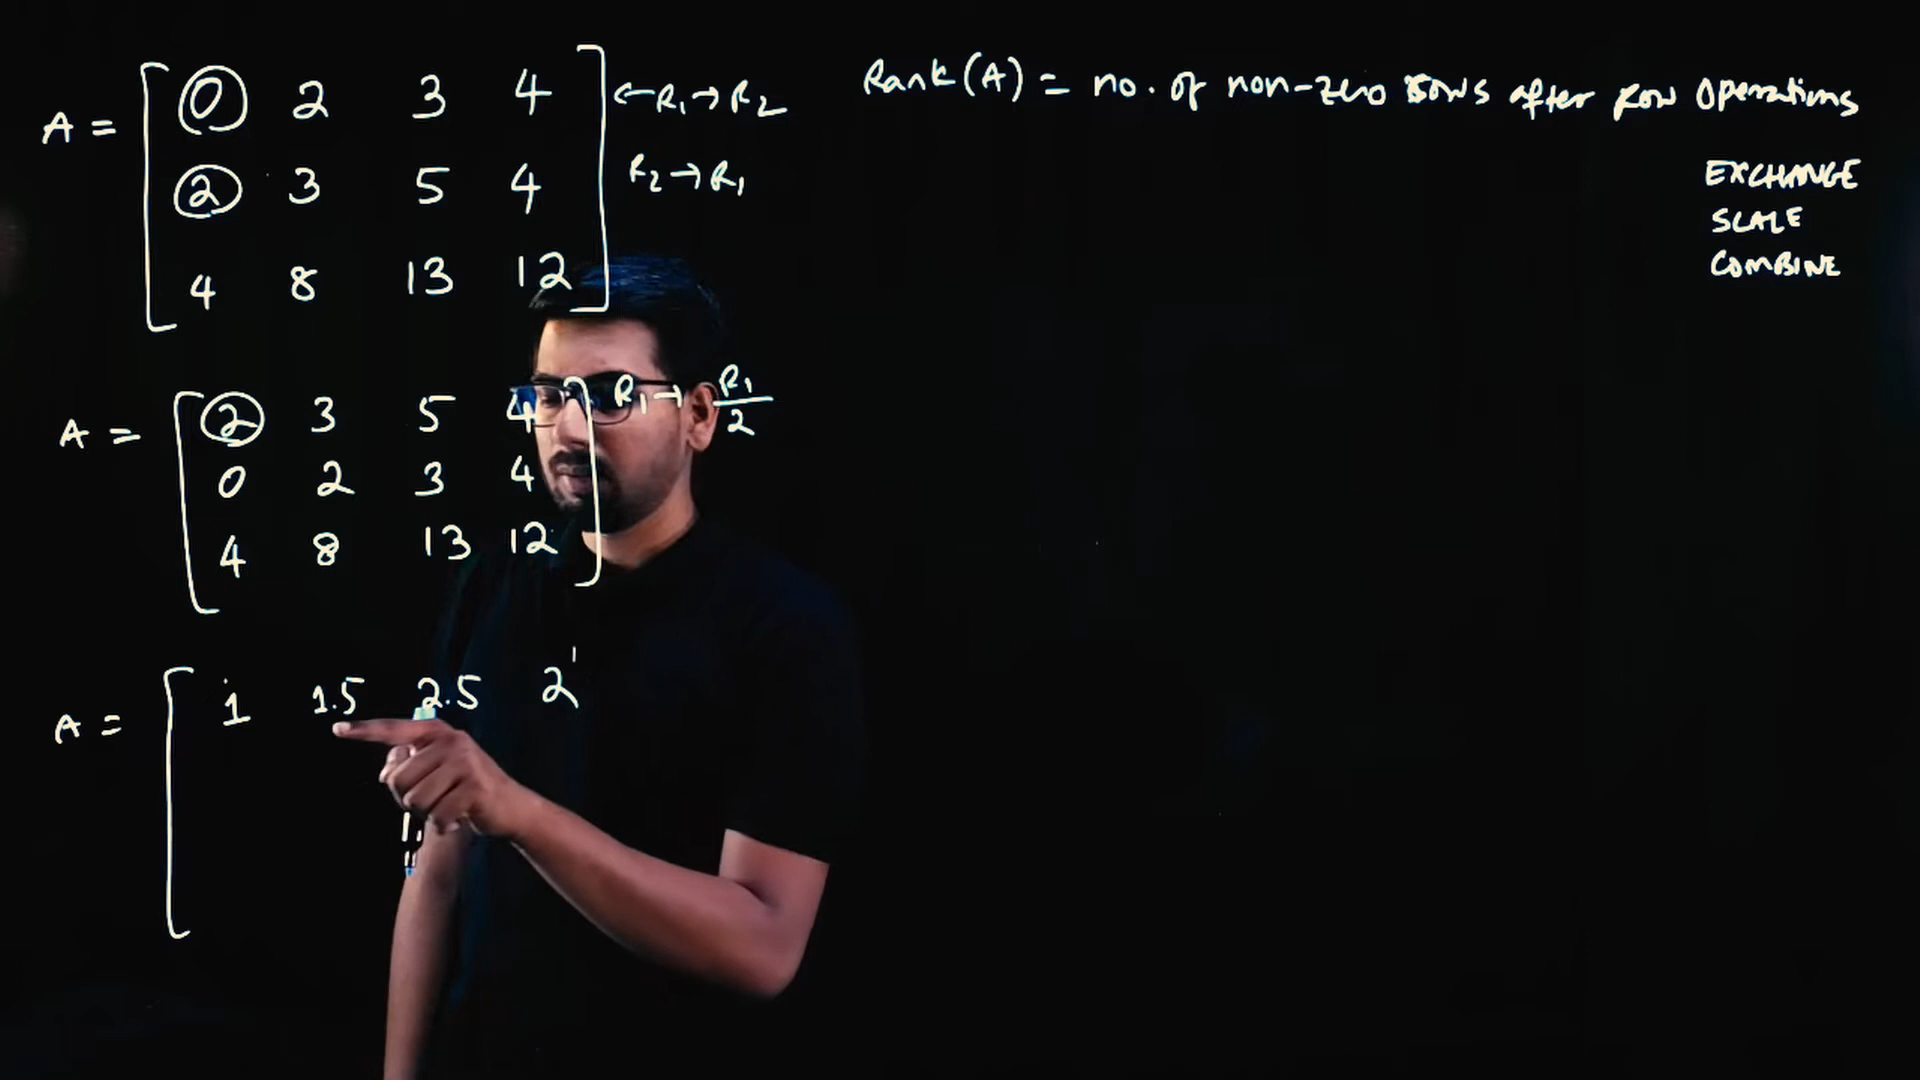 A = [ 0 2 3 4 ] ← R₁ → R₂
2 3 5 4 R₂ → R₁
4 8 13 12
Rank(A) = no. of non-zero rows after row operations
EXCHANGE
SCALE
COMBINE
A = [ 2 3 5 4 ] R₁ → R₁/2
0 2 3 4
4 8 13 12
A = [ 1 1.5 2.5 2